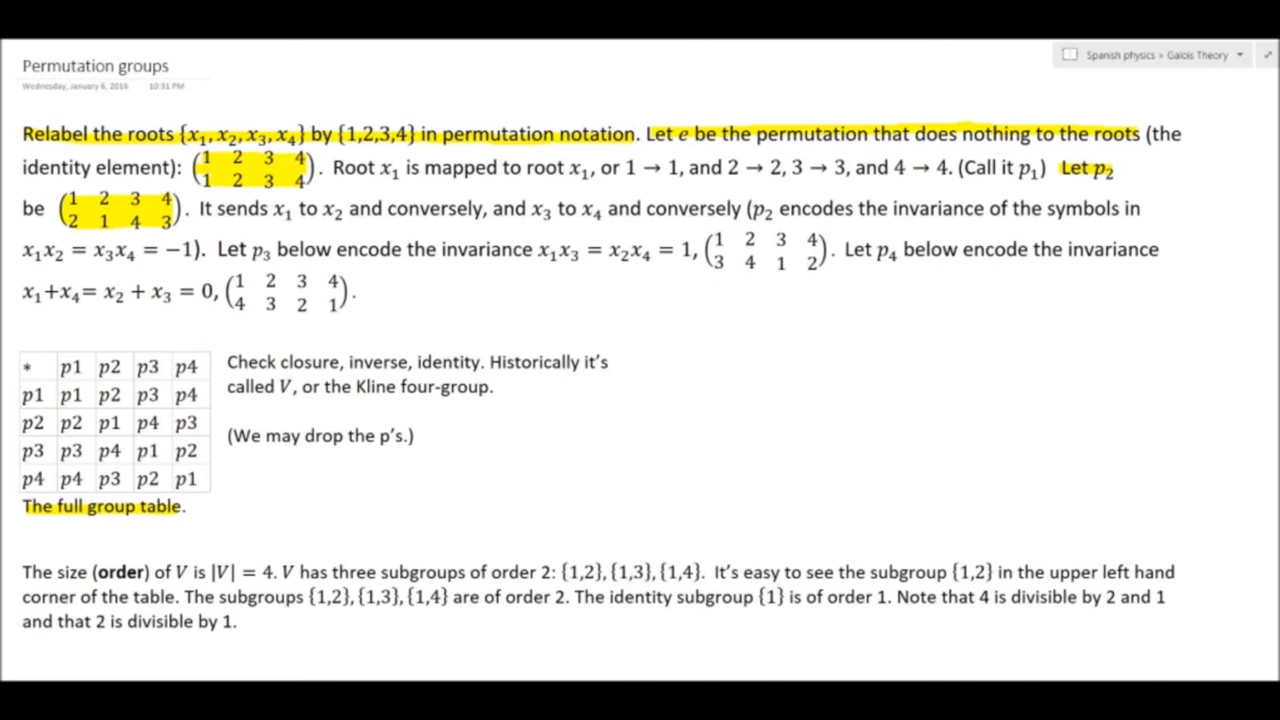 Permutation groups
Wednesday, January 6, 2016 10:31 PM
Spanish physics > Galois Theory
Relabel the roots {x₁, x₂, x₃, x₄} by {1,2,3,4} in permutation notation. Let e be the permutation that does nothing to the roots (the
identity element): (1 2 3 4 / 1 2 3 4). Root x₁ is mapped to root x₁, or 1 → 1, and 2 → 2, 3 → 3, and 4 → 4. (Call it p₁) Let p₂
be (1 2 3 4 / 2 1 4 3). It sends x₁ to x₂ and conversely, and x₃ to x₄ and conversely (p₂ encodes the invariance of the symbols in
x₁x₂ = x₃x₄ = −1). Let p₃ below encode the invariance x₁x₃ = x₂x₄ = 1, (1 2 3 4 / 3 4 1 2). Let p₄ below encode the invariance
x₁+x₄= x₂ + x₃ = 0, (1 2 3 4 / 4 3 2 1).
* p1 p2 p3 p4
p1 p1 p2 p3 p4
p2 p2 p1 p4 p3
p3 p3 p4 p1 p2
p4 p4 p3 p2 p1
The full group table.
Check closure, inverse, identity. Historically it's
called V, or the Kline four-group.
(We may drop the p's.)
The size (order) of V is |V| = 4. V has three subgroups of order 2: {1,2}, {1,3}, {1,4}. It's easy to see the subgroup {1,2} in the upper left hand
corner of the table. The subgroups {1,2}, {1,3}, {1,4} are of order 2. The identity subgroup {1} is of order 1. Note that 4 is divisible by 2 and 1
and that 2 is divisible by 1.